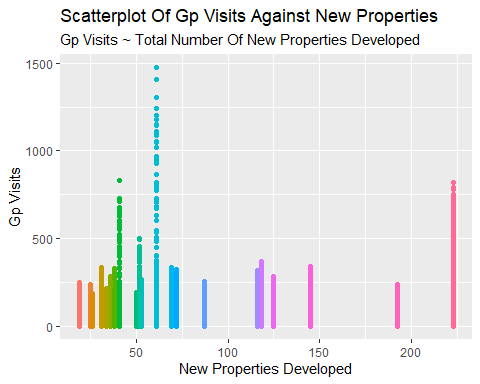 Scatterplot Of Gp Visits Against New Properties
Gp Visits ~ Total Number Of New Properties Developed
1500
1000
500
0
Gp Visits
50 100 150 200
New Properties Developed